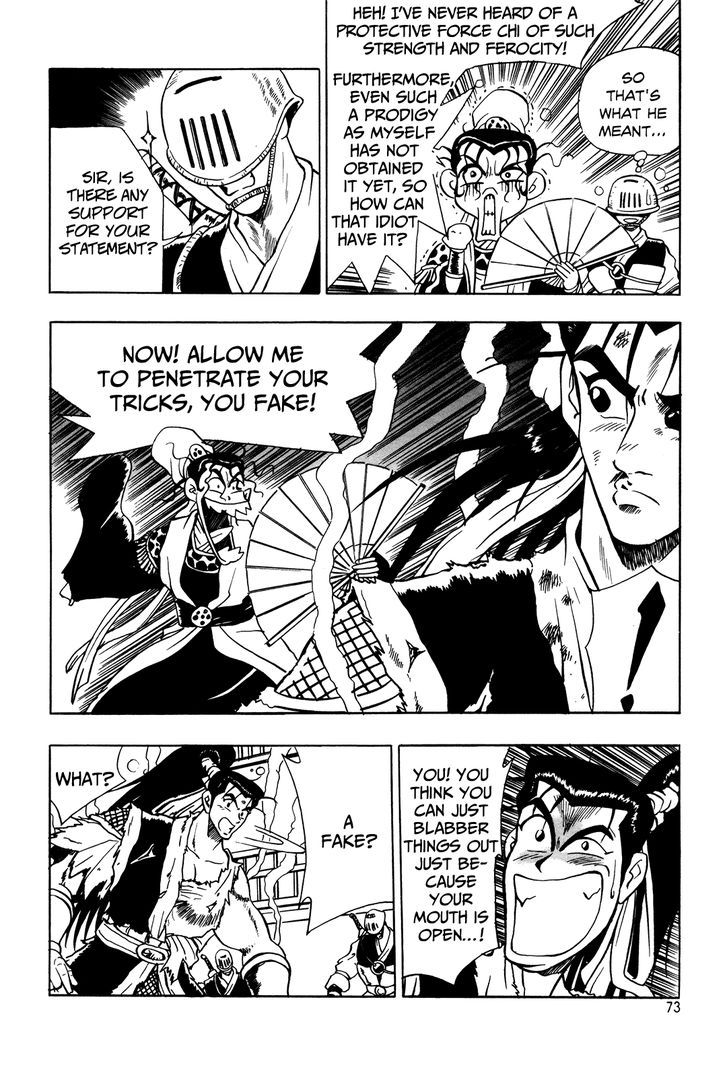 HEH! I'VE NEVER HEARD OF A
PROTECTIVE FORCE CHI OF SUCH
STRENGTH AND FEROCITY!
FURTHERMORE,
EVEN SUCH
A PRODIGY
AS MYSELF
HAS NOT
OBTAINED
IT YET, SO
HOW CAN
THAT IDIOT
HAVE IT?
SO
THAT'S
WHAT HE
MEANT...
SIR, IS
THERE ANY
SUPPORT
FOR YOUR
STATEMENT?
NOW! ALLOW ME
TO PENETRATE YOUR
TRICKS, YOU FAKE!
WHAT?
A
FAKE?
YOU! YOU
THINK YOU
CAN JUST
BLABBER
THINGS OUT
JUST BE-
CAUSE
YOUR
MOUTH IS
OPEN...!
73